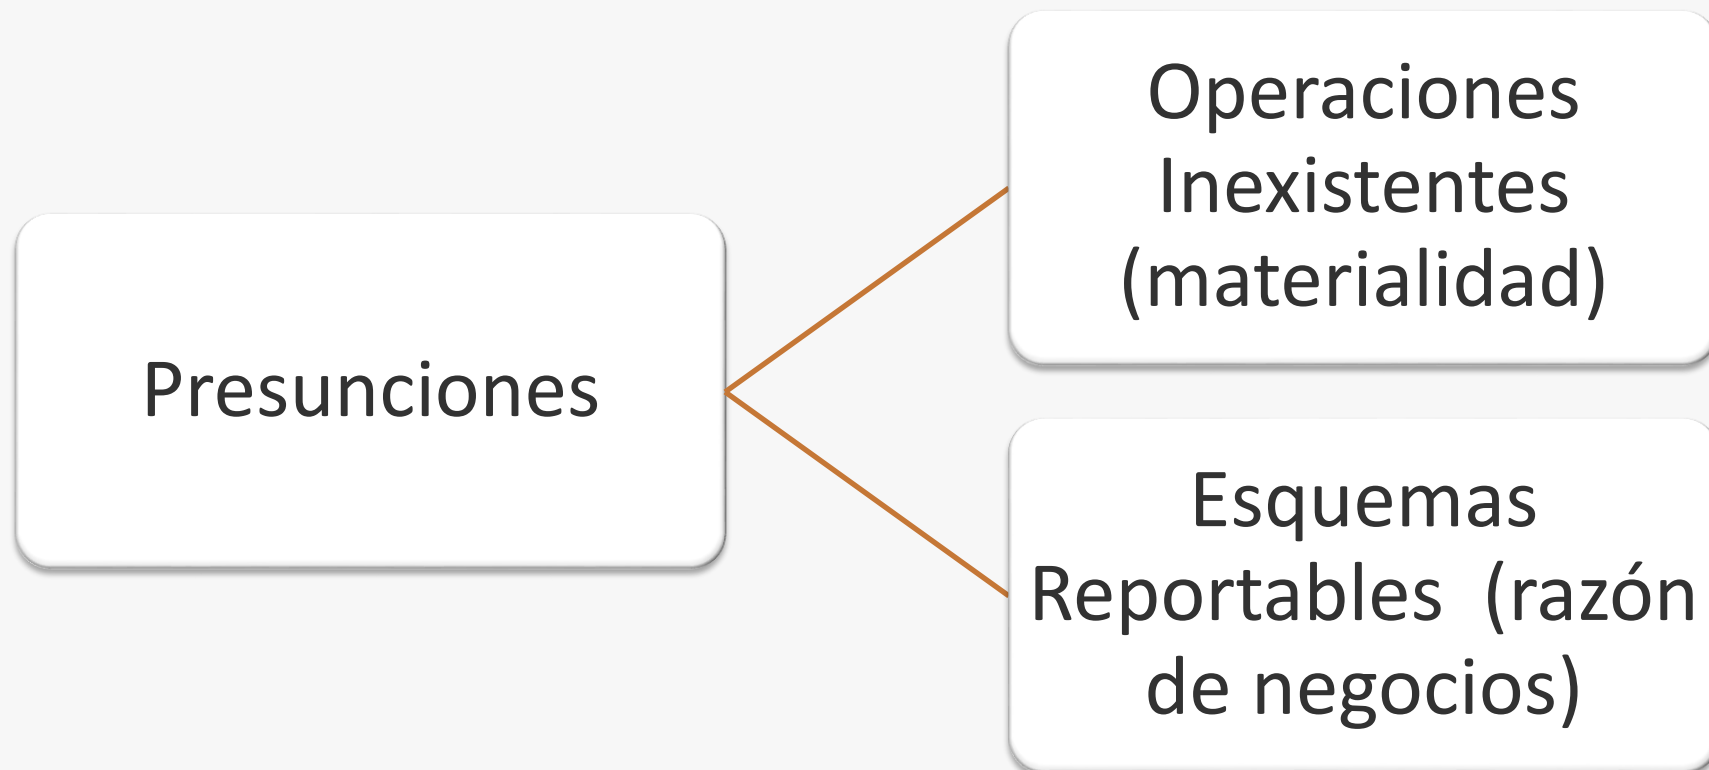 Presunciones
Operaciones
Inexistentes
(materialidad)
Esquemas
Reportables (razón
de negocios)